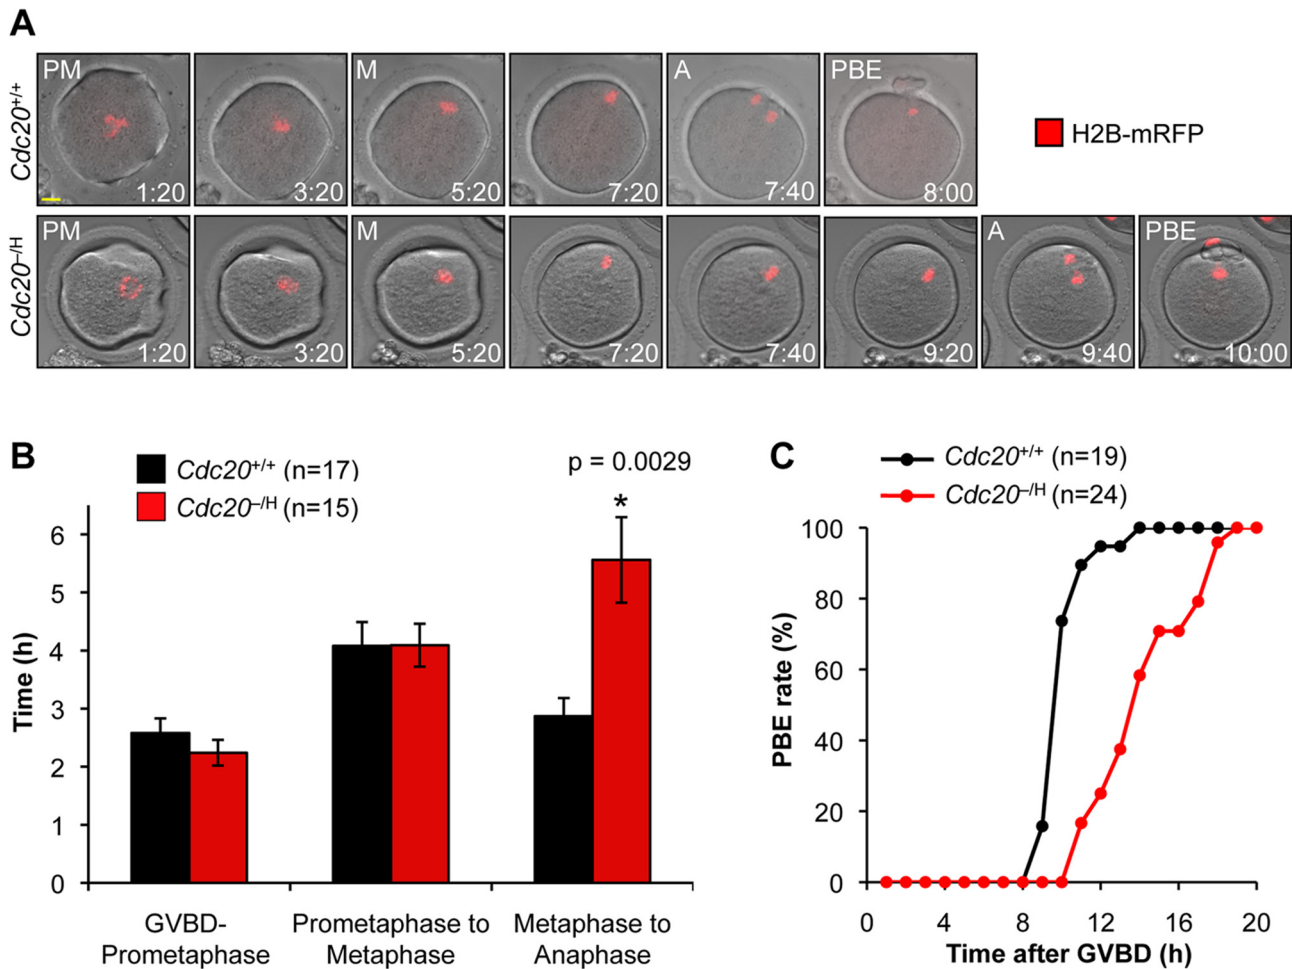 A
Cdc20+/+
PM
M
A
PBE
1:20
3:20
5:20
7:20
7:40
8:00
H2B-mRFP
Cdc20–/H
PM
M
A
PBE
1:20
3:20
5:20
7:20
7:40
9:20
9:40
10:00
B
Cdc20+/+ (n=17)
Cdc20–/H (n=15)
p = 0.0029
*
Time (h)
6
5
4
3
2
1
0
GVBD-
Prometaphase
Prometaphase to
Metaphase
Metaphase to
Anaphase
C
Cdc20+/+ (n=19)
Cdc20–/H (n=24)
PBE rate (%)
100
80
60
40
20
0
0 4 8 12 16 20
Time after GVBD (h)